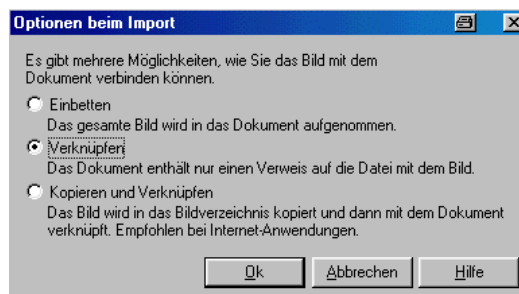 Optionen beim Import
Es gibt mehrere Möglichkeiten, wie Sie das Bild mit dem
Dokument verbinden können.
Einbetten
Das gesamte Bild wird in das Dokument aufgenommen.
Verknüpfen
Das Dokument enthält nur einen Verweis auf die Datei mit dem Bild.
Kopieren und Verknüpfen
Das Bild wird in das Bildverzeichnis kopiert und dann mit dem Dokument
verknüpft. Empfohlen bei Internet-Anwendungen.
Ok Abbrechen Hilfe